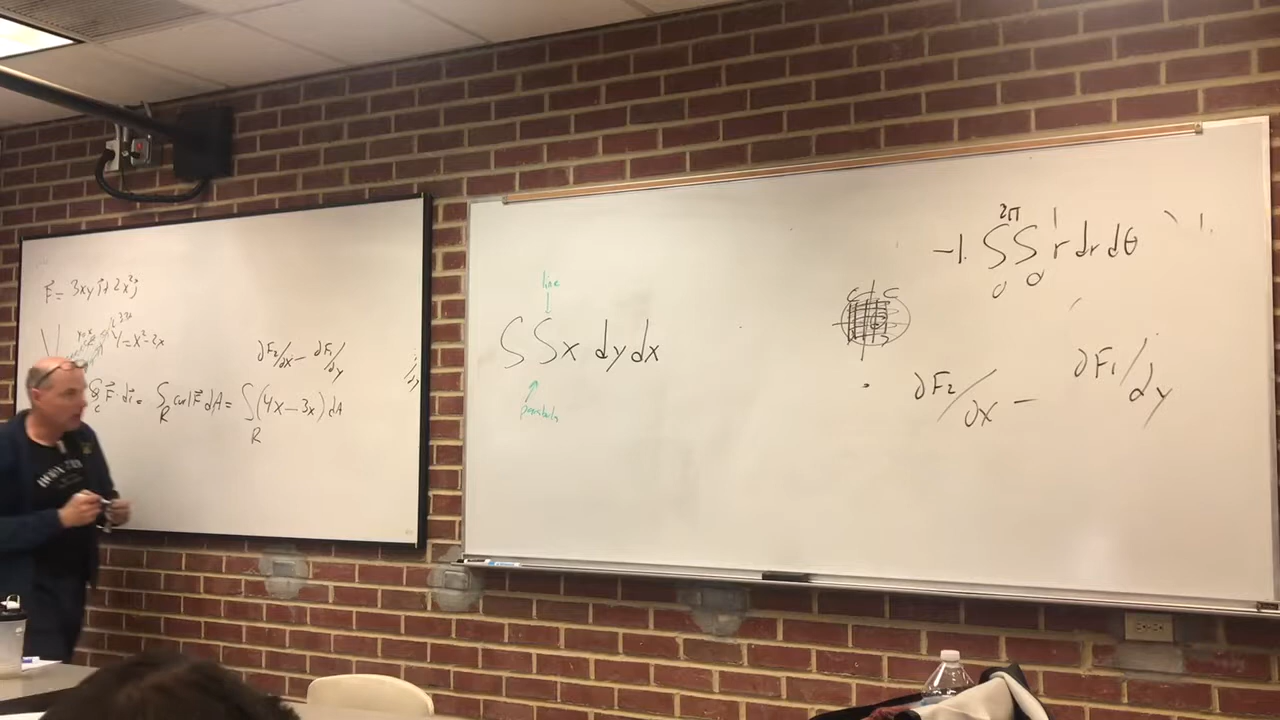 F⃗ = 3xy i⃗ + 2x² j⃗
Y = x² - 2x
∂F₂/∂x - ∂F₁/∂y
∮_C F⃗ · dr⃗ = ∫_R curl F⃗ dA = ∫_R (4x - 3x) dA
line
∫∫ x dy dx
parabola
-1. ∫₀^2π ∫₀^1 r dr dθ
∂F₂/∂x - ∂F₁/∂y